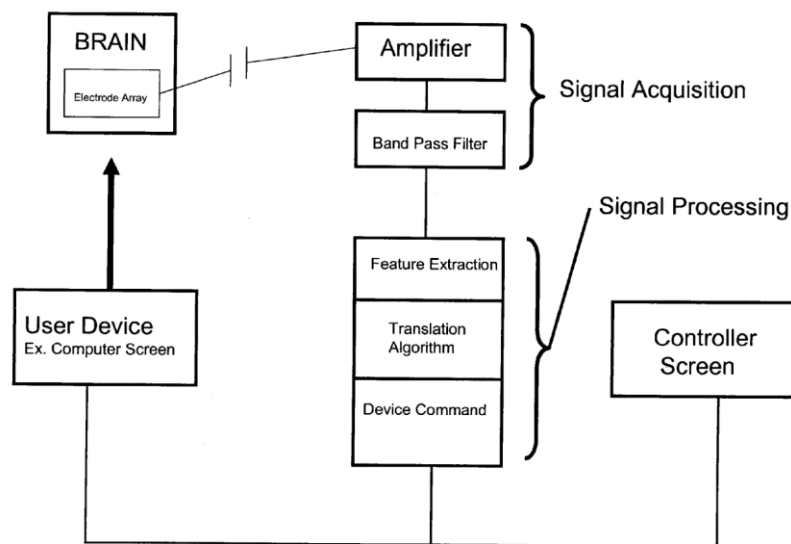 BRAIN
Electrode Array
Amplifier
Signal Acquisition
Band Pass Filter
Signal Processing
Feature Extraction
User Device
Ex. Computer Screen
Translation
Algorithm
Controller
Screen
Device Command